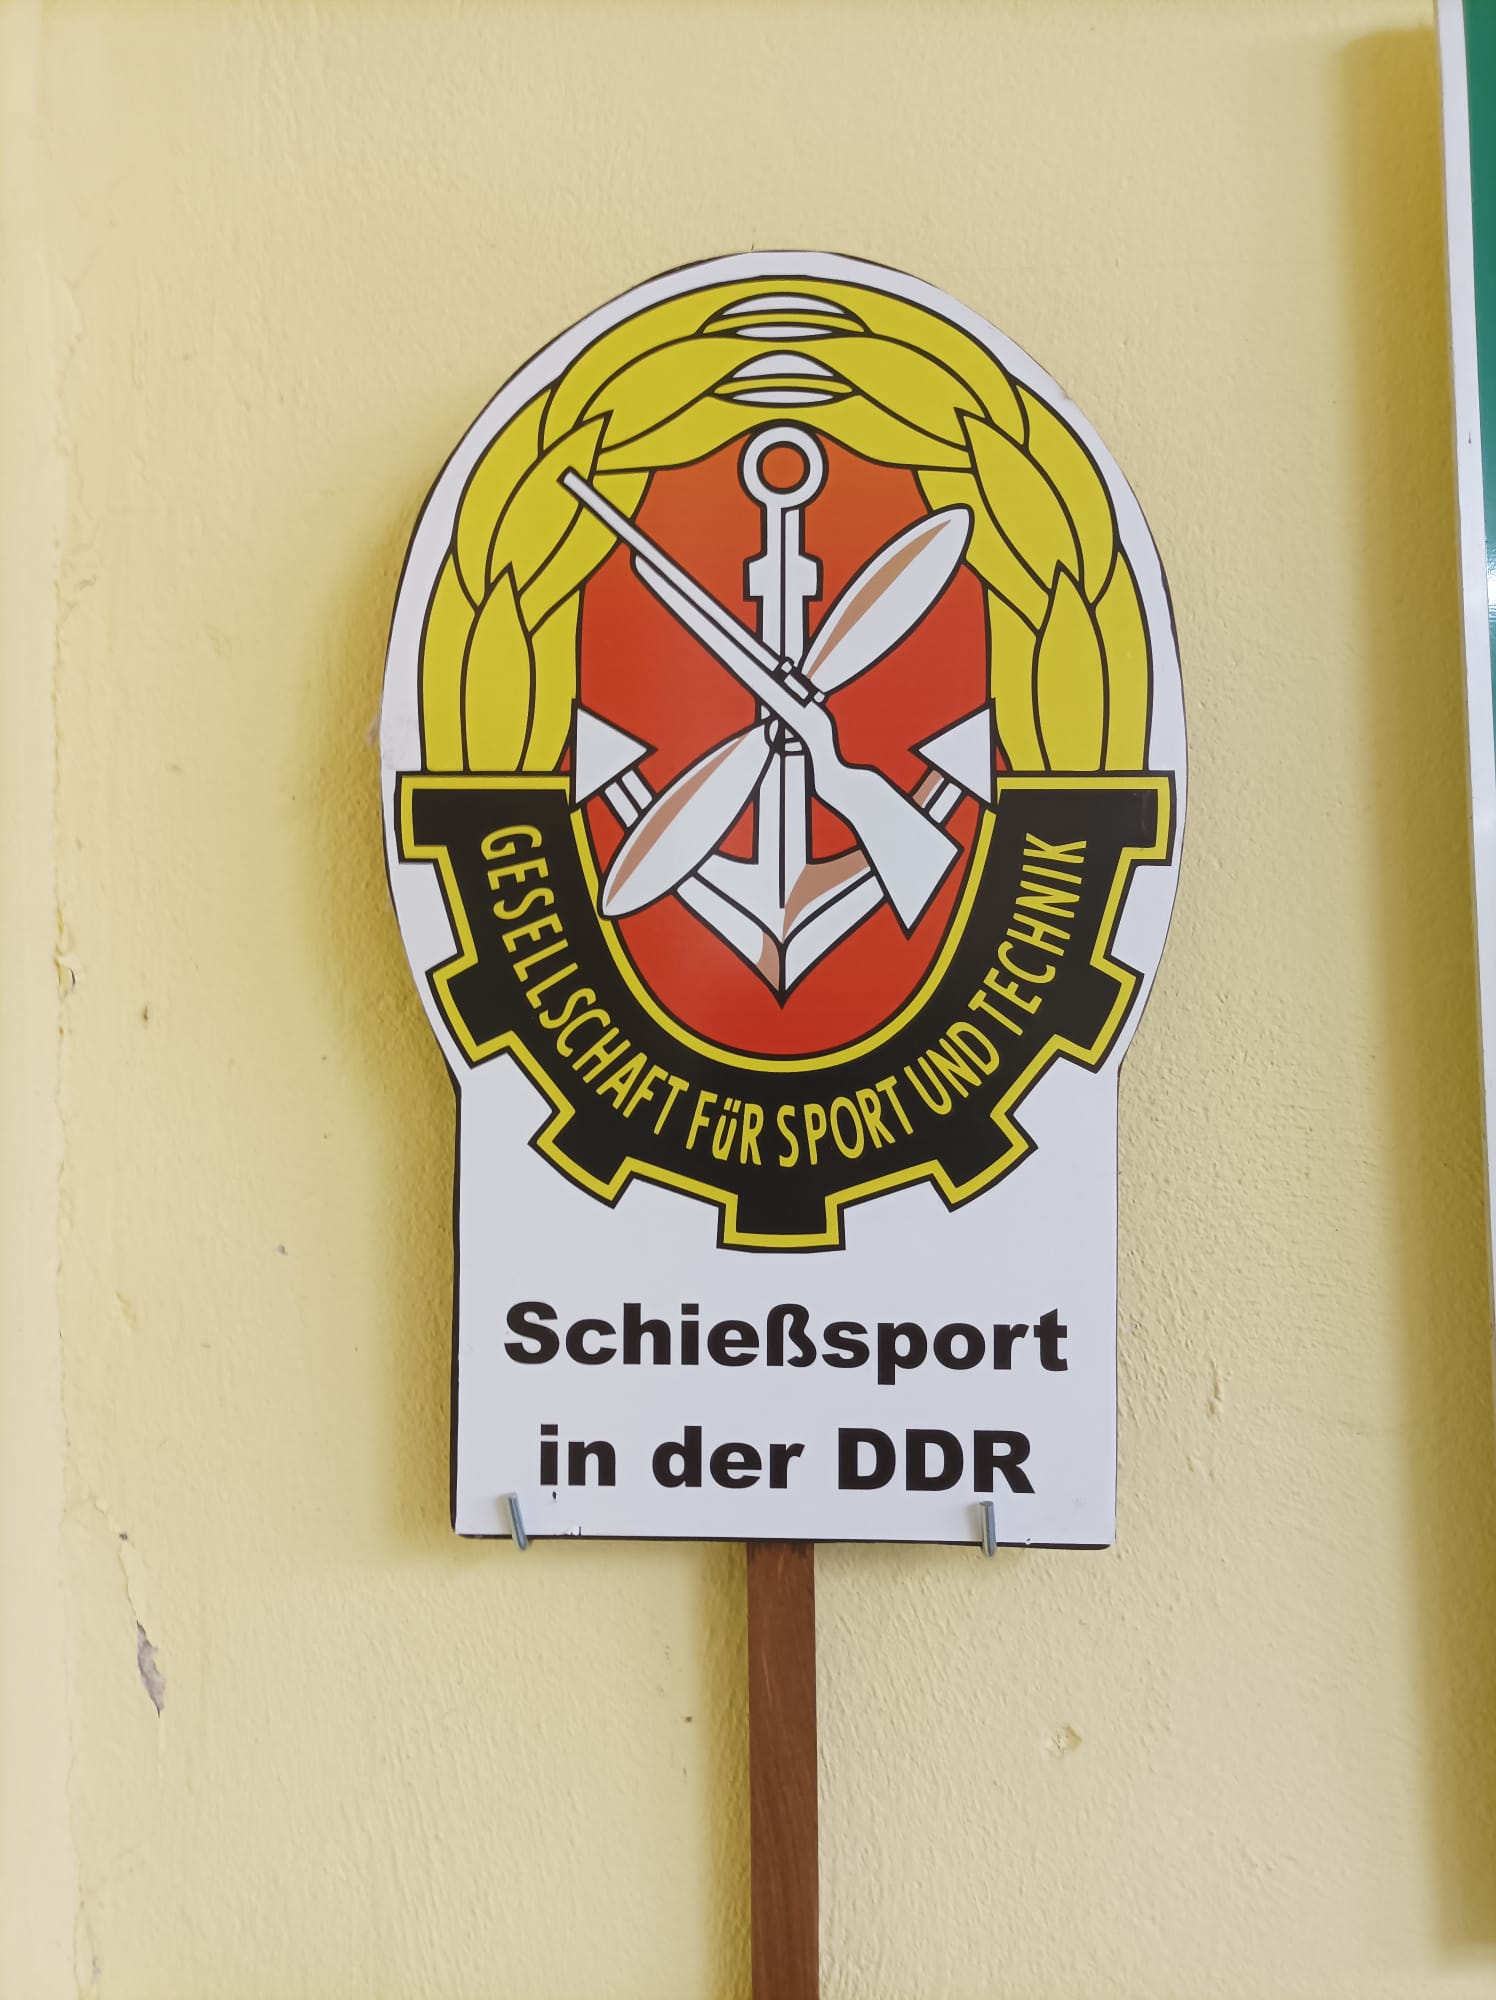 GESELLSCHAFT FÜR SPORT UND TECHNIK
Schießsport
in der DDR